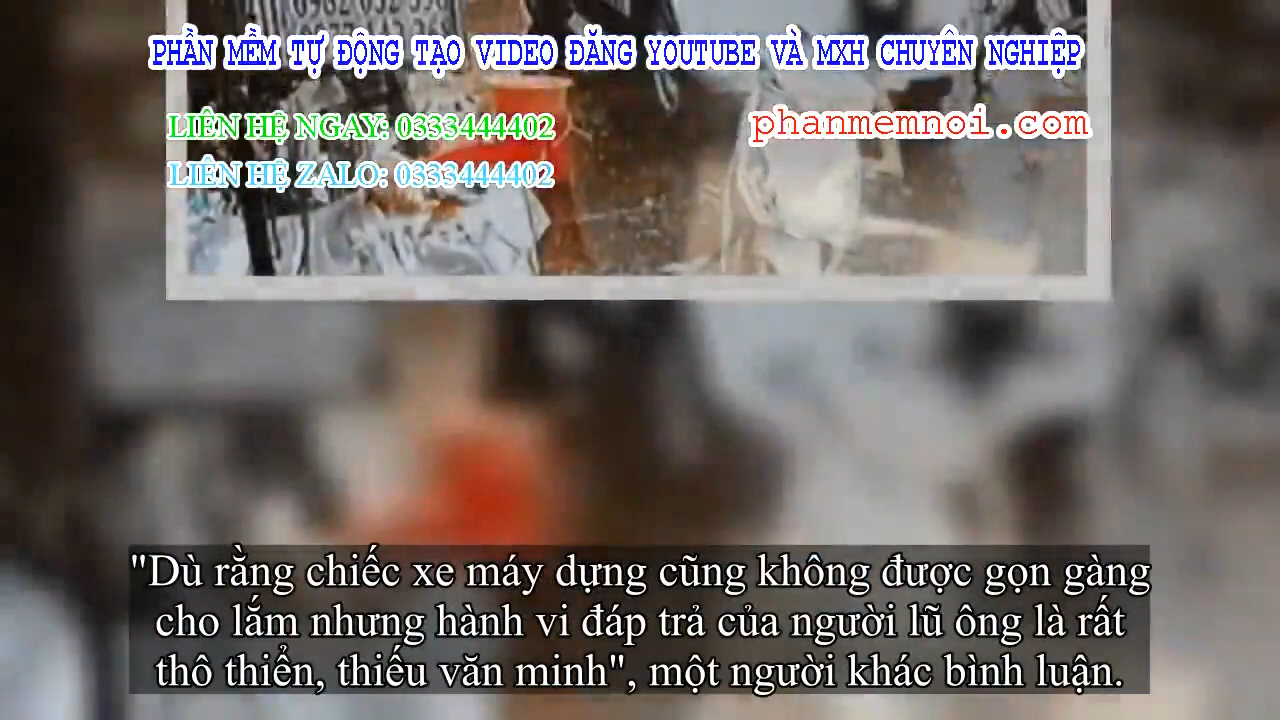 PHẦN MỀM TỰ ĐỘNG TẠO VIDEO ĐĂNG YOUTUBE VÀ MXH CHUYÊN NGHIỆP
LIÊN HỆ NGAY: 0333444402
phanmemnoi.com
LIÊN HỆ ZALO: 0333444402
"Dù rằng chiếc xe máy dựng cũng không được gọn gàng
cho lắm nhưng hành vi đáp trả của người lũ ông là rất
thô thiển, thiếu văn minh", một người khác bình luận.